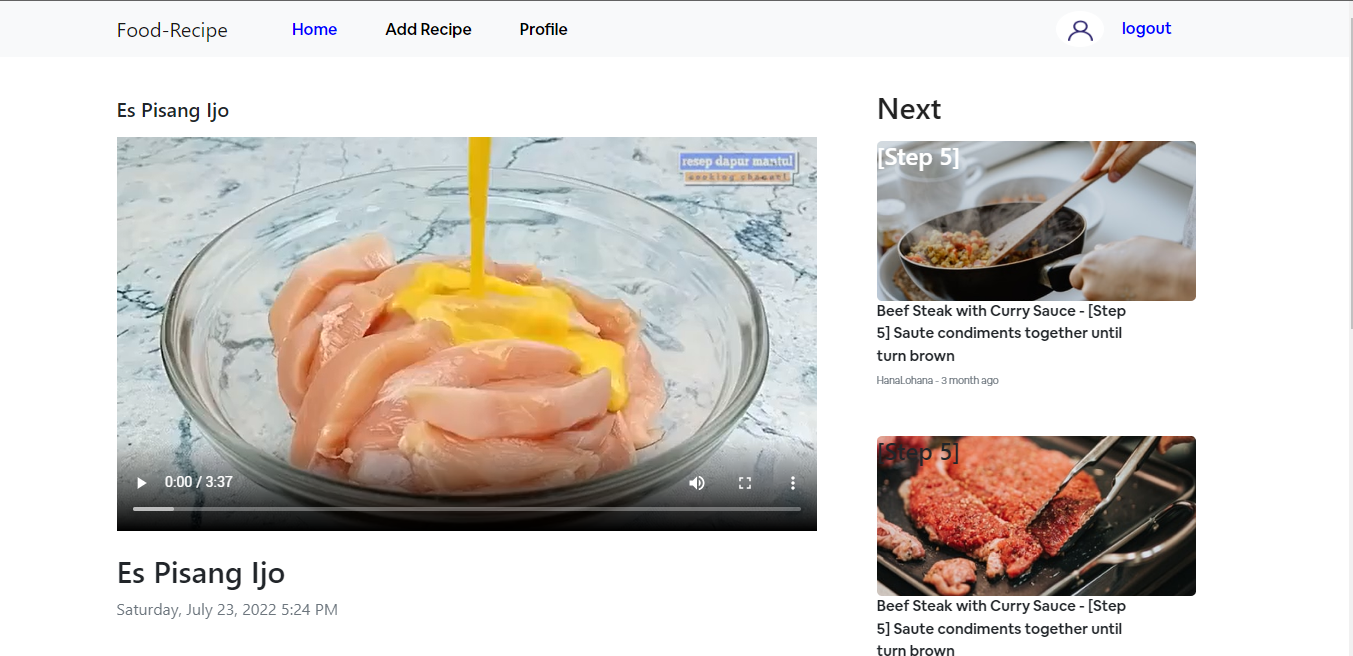 Food-Recipe
Home
Add Recipe
Profile
logout
Es Pisang Ijo
resep dapur mantul
cooking channel
0:00 / 3:37
Es Pisang Ijo
Saturday, July 23, 2022 5:24 PM
Next
[Step 5]
Beef Steak with Curry Sauce - [Step
5] Saute condiments together until
turn brown
HanaLohana - 3 month ago
[Step 5]
Beef Steak with Curry Sauce - [Step
5] Saute condiments together until
turn brown